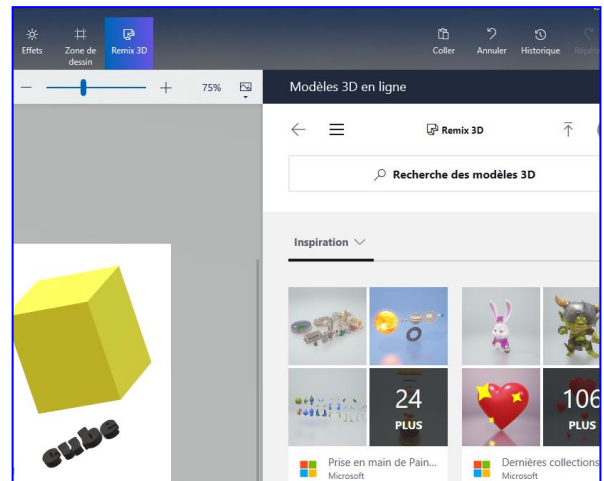 Effets
Zone de
dessin
Remix 3D
Coller
Annuler
Historique
75%
Modèles 3D en ligne
Remix 3D
Recherche des modèles 3D
Inspiration
24
PLUS
106
PLUS
cube
Prise en main de Pain...
Microsoft
Dernières collections
Microsoft